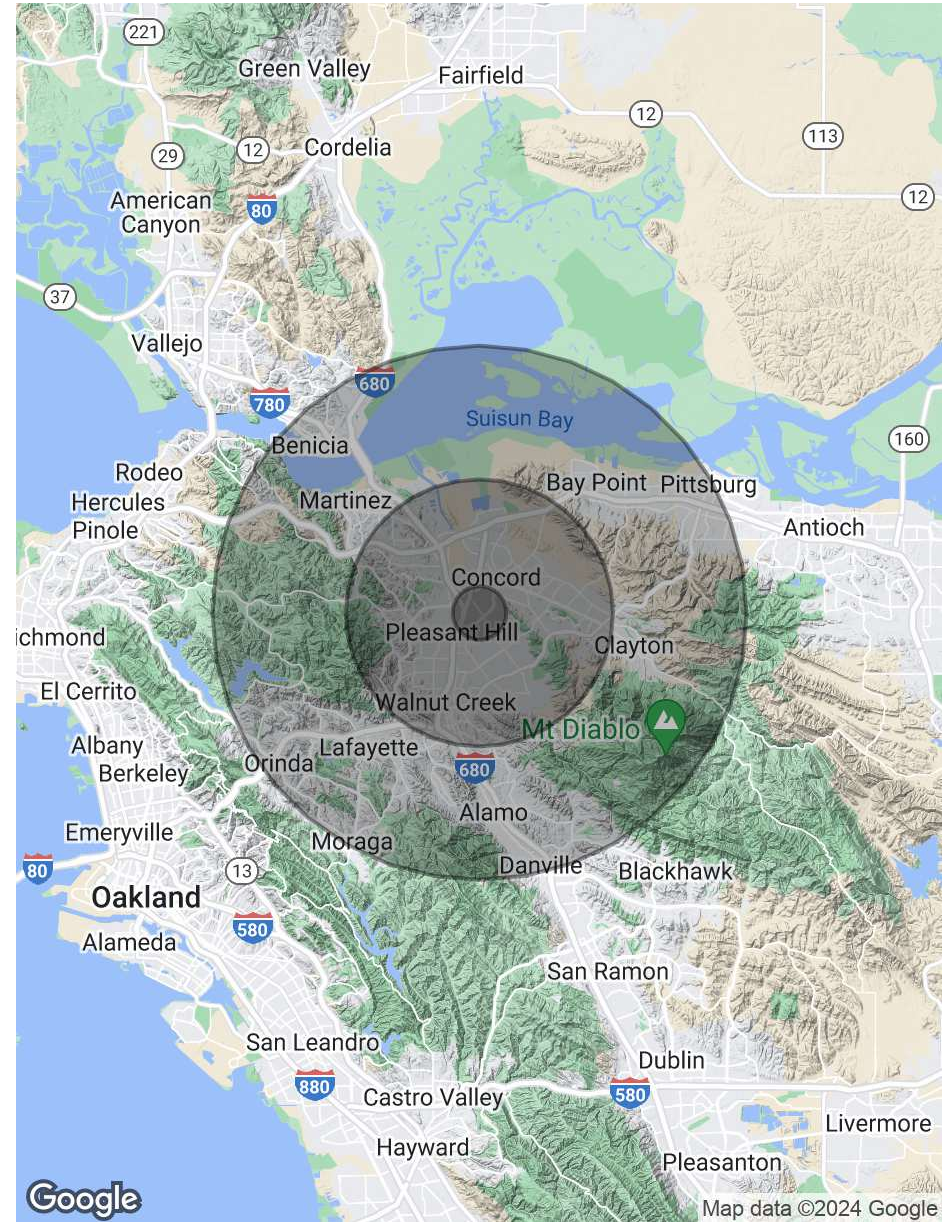 221
Green Valley
Fairfield
12
113
29
12
Cordelia
80
12
American
Canyon
37
Vallejo
680
780
Suisun Bay
160
Benicia
Rodeo
Bay Point
Pittsburg
Hercules
Martinez
Pinole
Antioch
Concord
ichmond
Pleasant Hill
Clayton
El Cerrito
Walnut Creek
Mt Diablo
Albany
Lafayette
Berkeley
Orinda
680
Alamo
Emeryville
Moraga
80
13
Danville
Blackhawk
Oakland
580
Alameda
San Ramon
San Leandro
Dublin
880
Castro Valley
580
Livermore
Hayward
Pleasanton
Google
Map data ©2024 Google